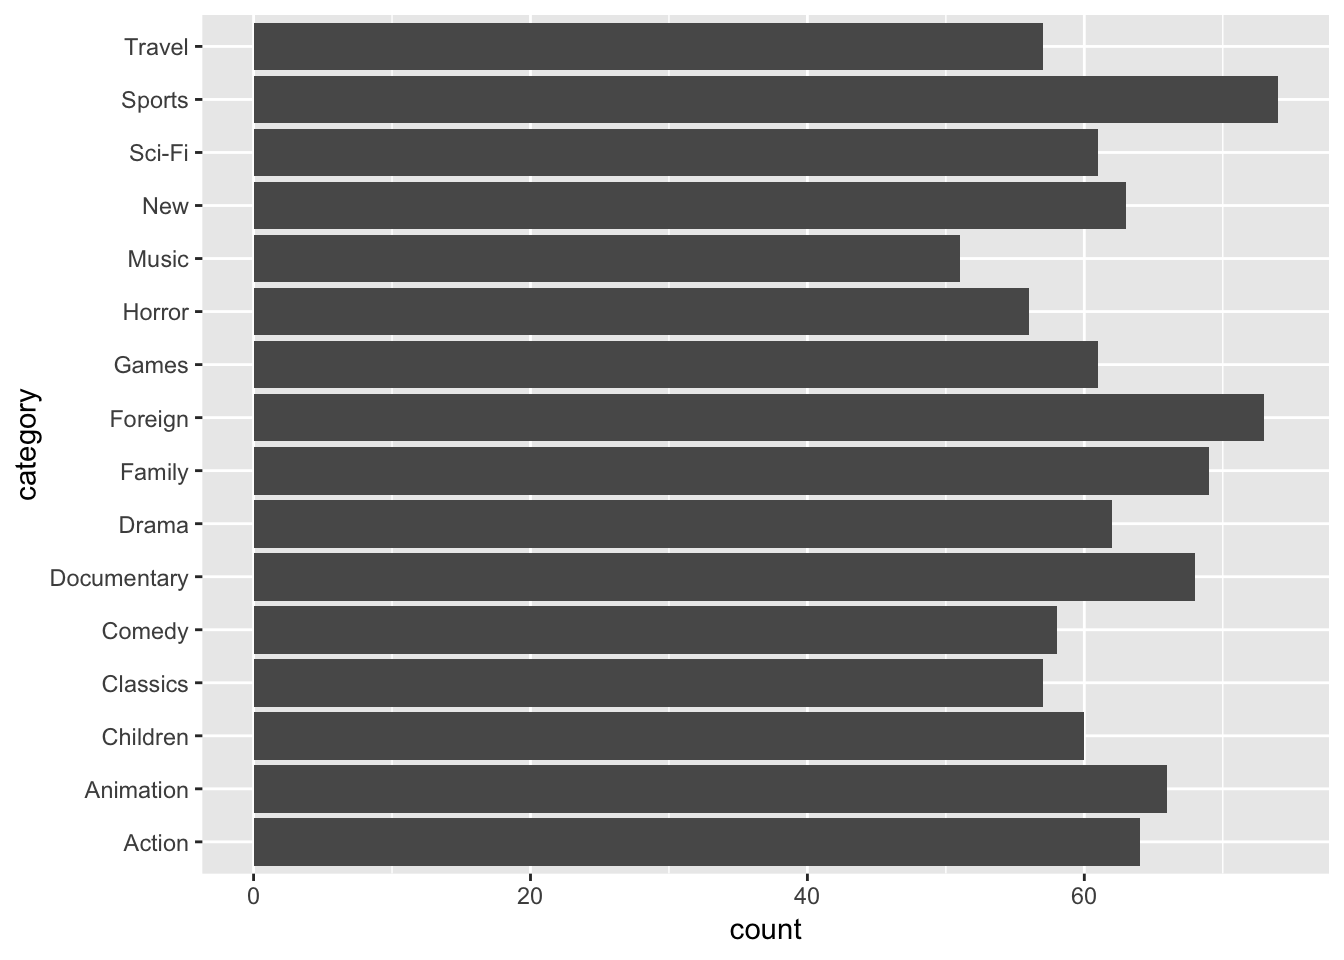 Travel
Sports
Sci-Fi
New
Music
Horror
Games
Foreign
Family
Drama
Documentary
Comedy
Classics
Children
Animation
Action
category
0 20 40 60
count